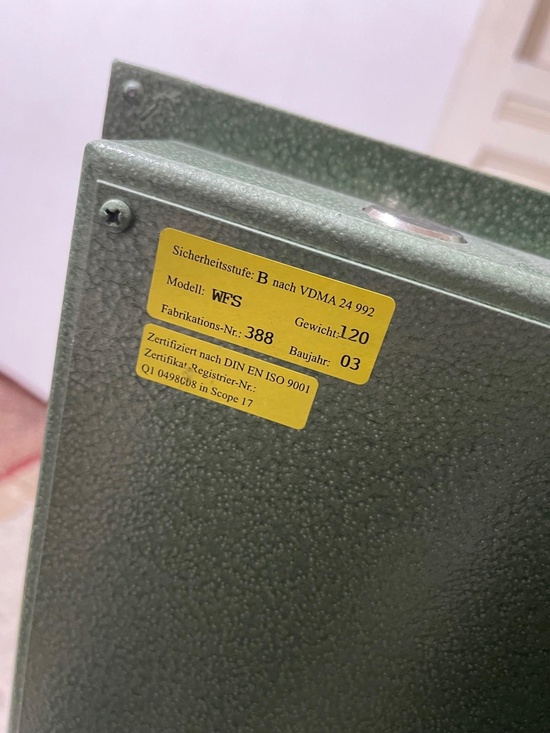 Sicherheitsstufe: B nach VDMA 24 992
Modell: WFS Gewicht: 120
Fabrikations-Nr.: 388 Baujahr: 03
Zertifiziert nach DIN EN ISO 9001
Zertifikat-Registrier-Nr.:
Q1 0498008 in Scope 17